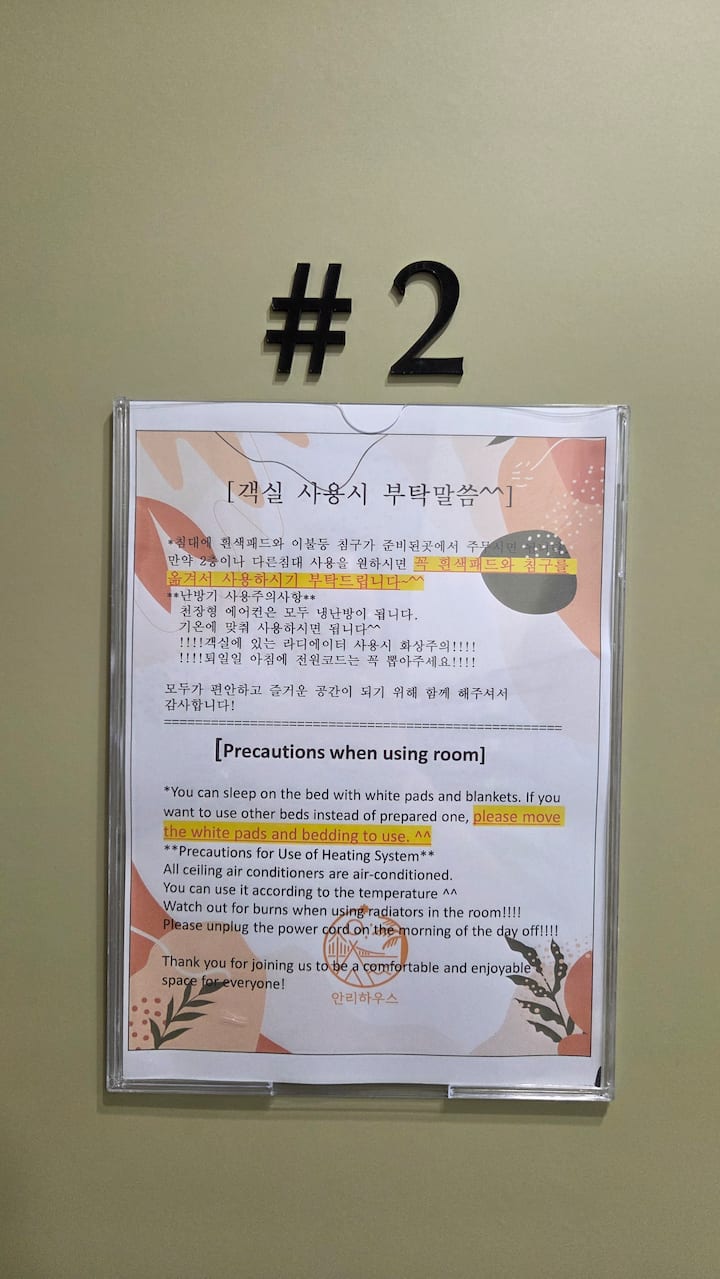 #2
[객실 사용시 부탁말씀^^]
*침대에 흰색패드와 이불등 침구가 준비된곳에서 주무시면
만약 2층이나 다른침대 사용을 원하시면 꼭 흰색패드와 침구를
옮겨서 사용하시기 부탁드립니다~^^
**난방기 사용주의사항**
천장형 에어컨은 모두 냉난방이 됩니다.
기온에 맞춰 사용하시면 됩니다^^
!!!!객실에 있는 라디에이터 사용시 화상주의!!!!
!!!!퇴일일 아침에 전원코드는 꼭 뽑아주세요!!!!
모두가 편안하고 즐거운 공간이 되기 위해 함께 해주셔서
감사합니다!
[Precautions when using room]
*You can sleep on the bed with white pads and blankets. If you
want to use other beds instead of prepared one, please move
the white pads and bedding to use. ^^
**Precautions for Use of Heating System**
All ceiling air conditioners are air-conditioned.
You can use it according to the temperature ^^
Watch out for burns when using radiators in the room!!!!
Please unplug the power cord on the morning of the day off!!!!
Thank you for joining us to be a comfortable and enjoyable
space for everyone!
안리하우스